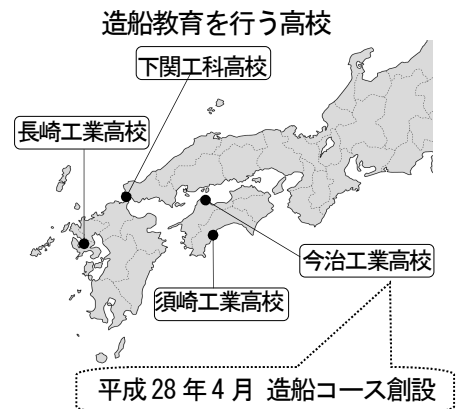 造船教育を行う高校
下関工科高校
長崎工業高校
今治工業高校
須崎工業高校
平成28年4月 造船コース創設